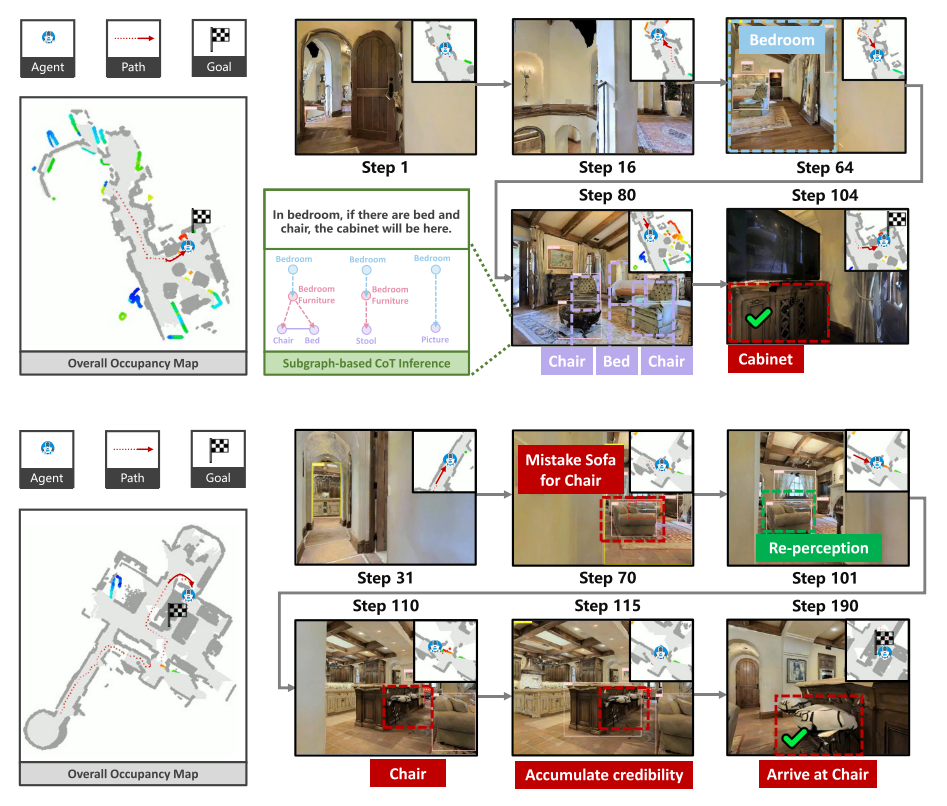 Agent
Path
Goal
Overall Occupancy Map
Step 1
Step 16
Bedroom
Step 64
In bedroom, if there are bed and
chair, the cabinet will be here.
Bedroom
Bedroom
Furniture
Chair
Bed
Bedroom
Bedroom
Furniture
Stool
Bedroom
Picture
Subgraph-based CoT Inference
Step 80
Chair
Bed
Chair
Step 104
Cabinet
Agent
Path
Goal
Overall Occupancy Map
Step 31
Mistake Sofa
for Chair
Step 70
Re-perception
Step 101
Step 110
Chair
Step 115
Accumulate credibility
Step 190
Arrive at Chair